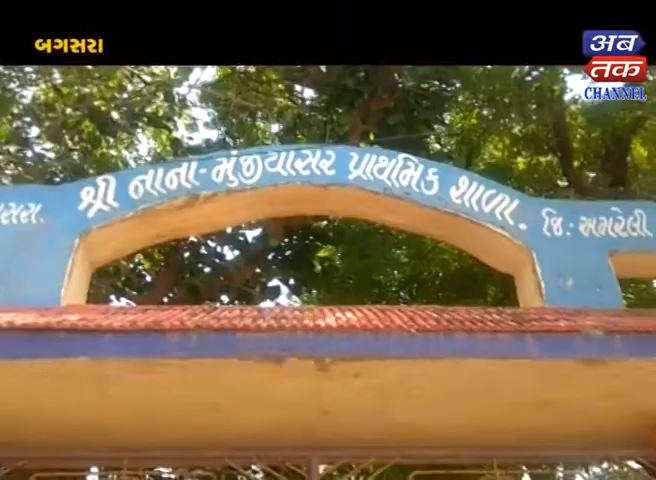 બગસરા
અબ
તક
CHANNEL
શ્રી નાના-મુંજીયાસર પ્રાથમિક શાળા.
જિ.અમરેલી.